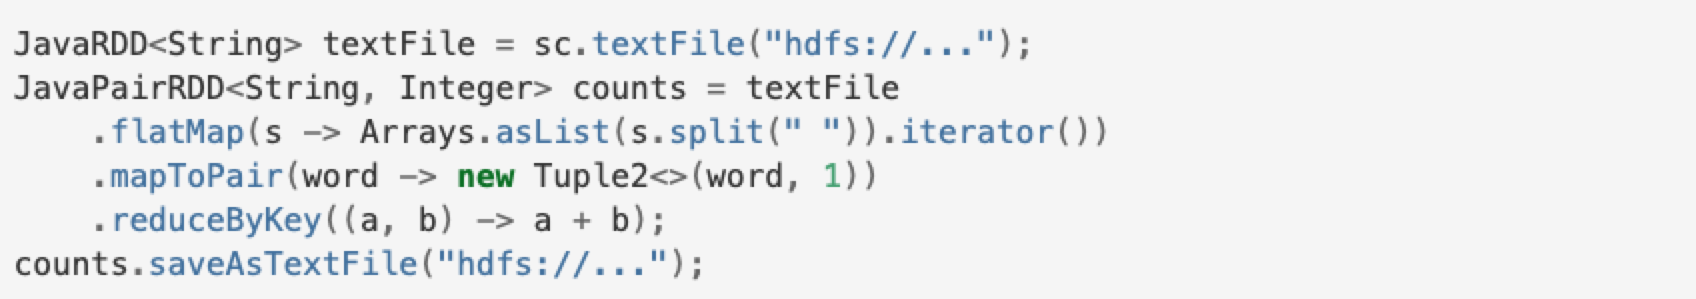 JavaRDD<String> textFile = sc.textFile("hdfs://...");
JavaPairRDD<String, Integer> counts = textFile
    .flatMap(s -> Arrays.asList(s.split(" ")).iterator())
    .mapToPair(word -> new Tuple2<>(word, 1))
    .reduceByKey((a, b) -> a + b);
counts.saveAsTextFile("hdfs://...");